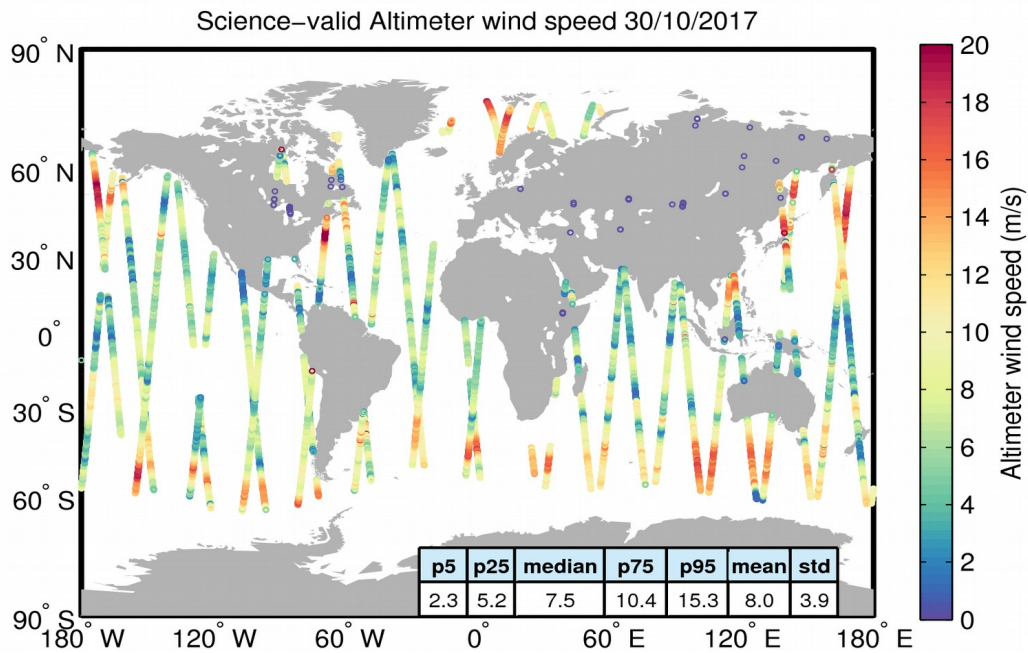 Science−valid Altimeter wind speed 30/10/2017
90° N
60° N
30° N
0°
30° S
60° S
90° S
180° W
120° W
60° W
0°
60° E
120° E
180° E
p5 p25 median p75 p95 mean std
2.3 5.2 7.5 10.4 15.3 8.0 3.9
20
18
16
14
12
10
8
6
4
2
0
Altimeter wind speed (m/s)